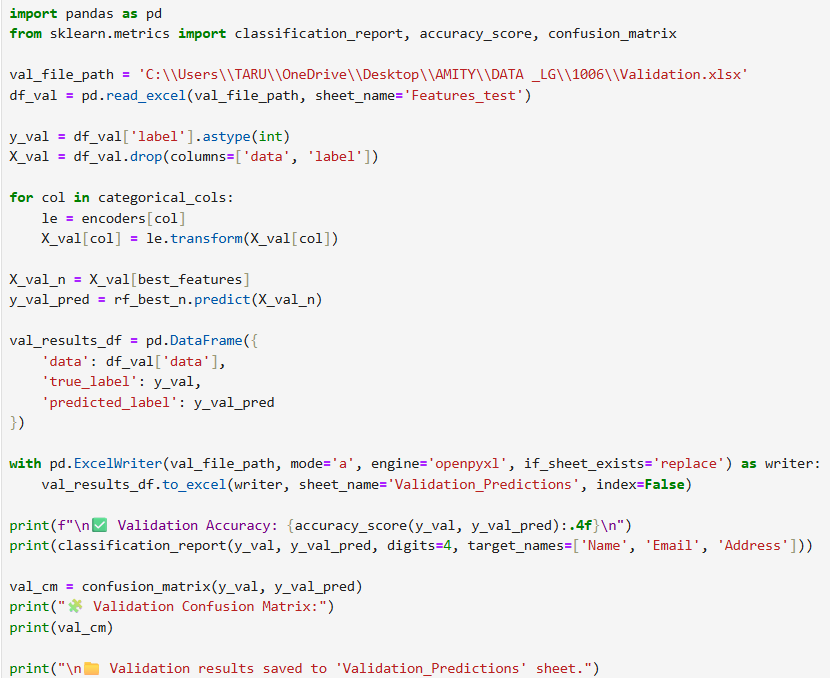 import pandas as pd
from sklearn.metrics import classification_report, accuracy_score, confusion_matrix
val_file_path = 'C:\\Users\\TARU\\OneDrive\\Desktop\\AMITY\\DATA _LG\\1006\\Validation.xlsx'
df_val = pd.read_excel(val_file_path, sheet_name='Features_test')
y_val = df_val['label'].astype(int)
X_val = df_val.drop(columns=['data', 'label'])
for col in categorical_cols:
    le = encoders[col]
    X_val[col] = le.transform(X_val[col])
X_val_n = X_val[best_features]
y_val_pred = rf_best_n.predict(X_val_n)
val_results_df = pd.DataFrame({
    'data': df_val['data'],
    'true_label': y_val,
    'predicted_label': y_val_pred
})
with pd.ExcelWriter(val_file_path, mode='a', engine='openpyxl', if_sheet_exists='replace') as writer:
    val_results_df.to_excel(writer, sheet_name='Validation_Predictions', index=False)
print(f"\n✅ Validation Accuracy: {accuracy_score(y_val, y_val_pred):.4f}\n")
print(classification_report(y_val, y_val_pred, digits=4, target_names=['Name', 'Email', 'Address']))
val_cm = confusion_matrix(y_val, y_val_pred)
print("🧩 Validation Confusion Matrix:")
print(val_cm)
print("\n📁 Validation results saved to 'Validation_Predictions' sheet.")